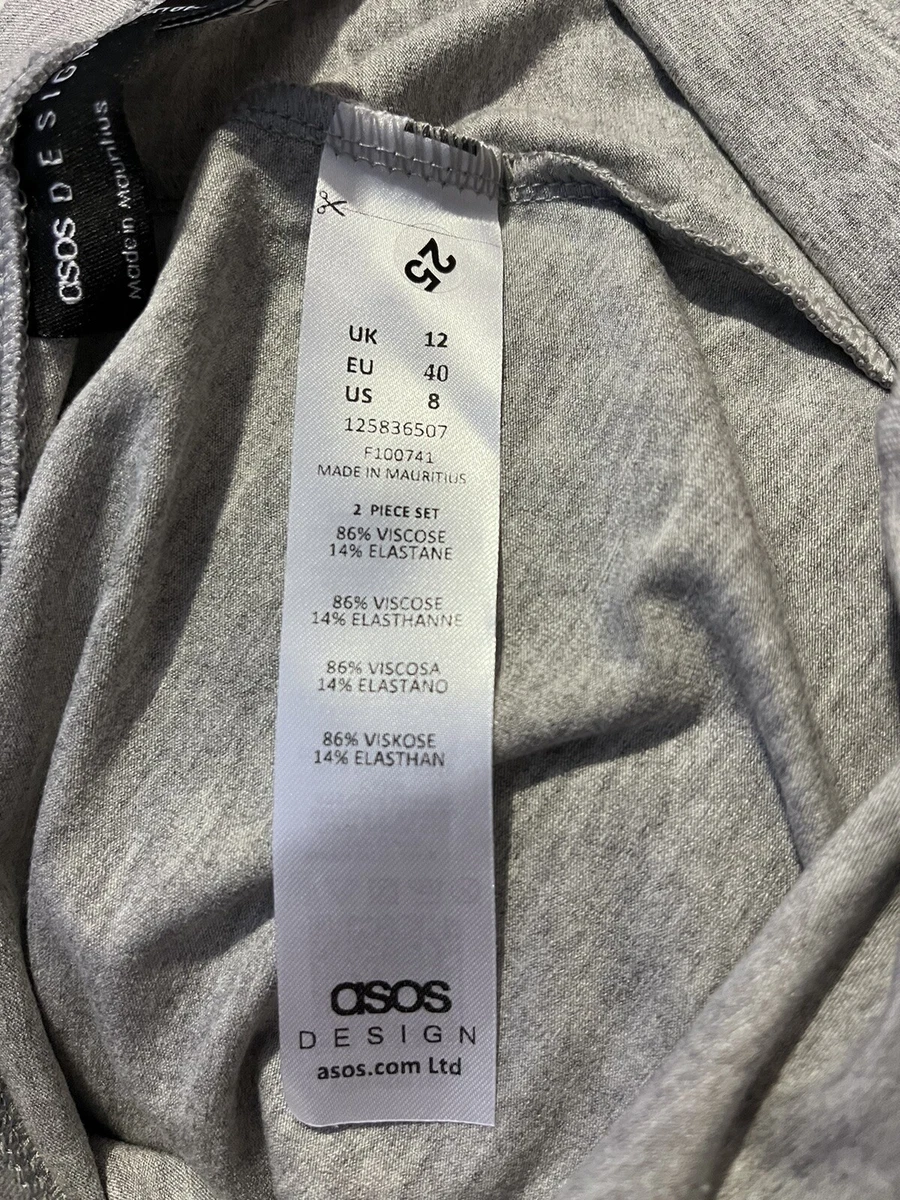 asos DESIGN
Made in Mauritius
25
UK 12
EU 40
US 8
125836507
F100741
MADE IN MAURITIUS
2 PIECE SET
86% VISCOSE
14% ELASTANE
86% VISCOSE
14% ELASTHANNE
86% VISCOSA
14% ELASTANO
86% VISKOSE
14% ELASTHAN
asos
DESIGN
asos.com Ltd